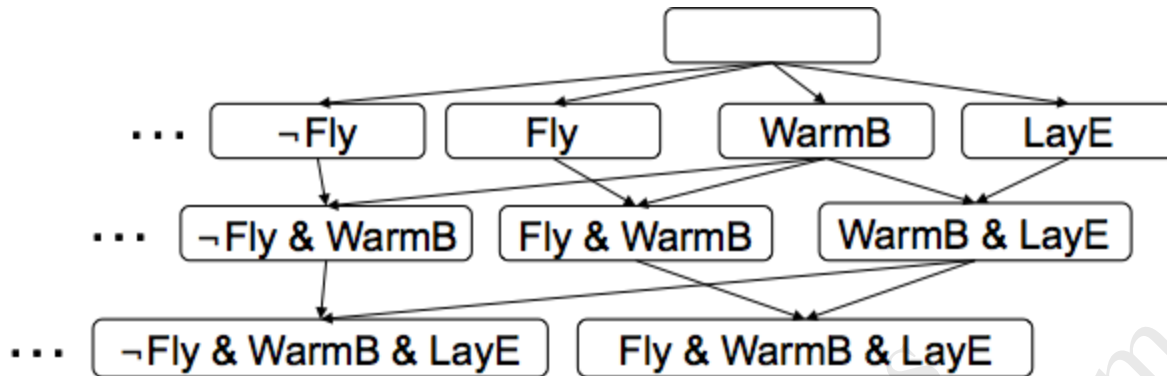 ... ¬Fly Fly WarmB LayE
... ¬Fly & WarmB Fly & WarmB WarmB & LayE
... ¬Fly & WarmB & LayE Fly & WarmB & LayE